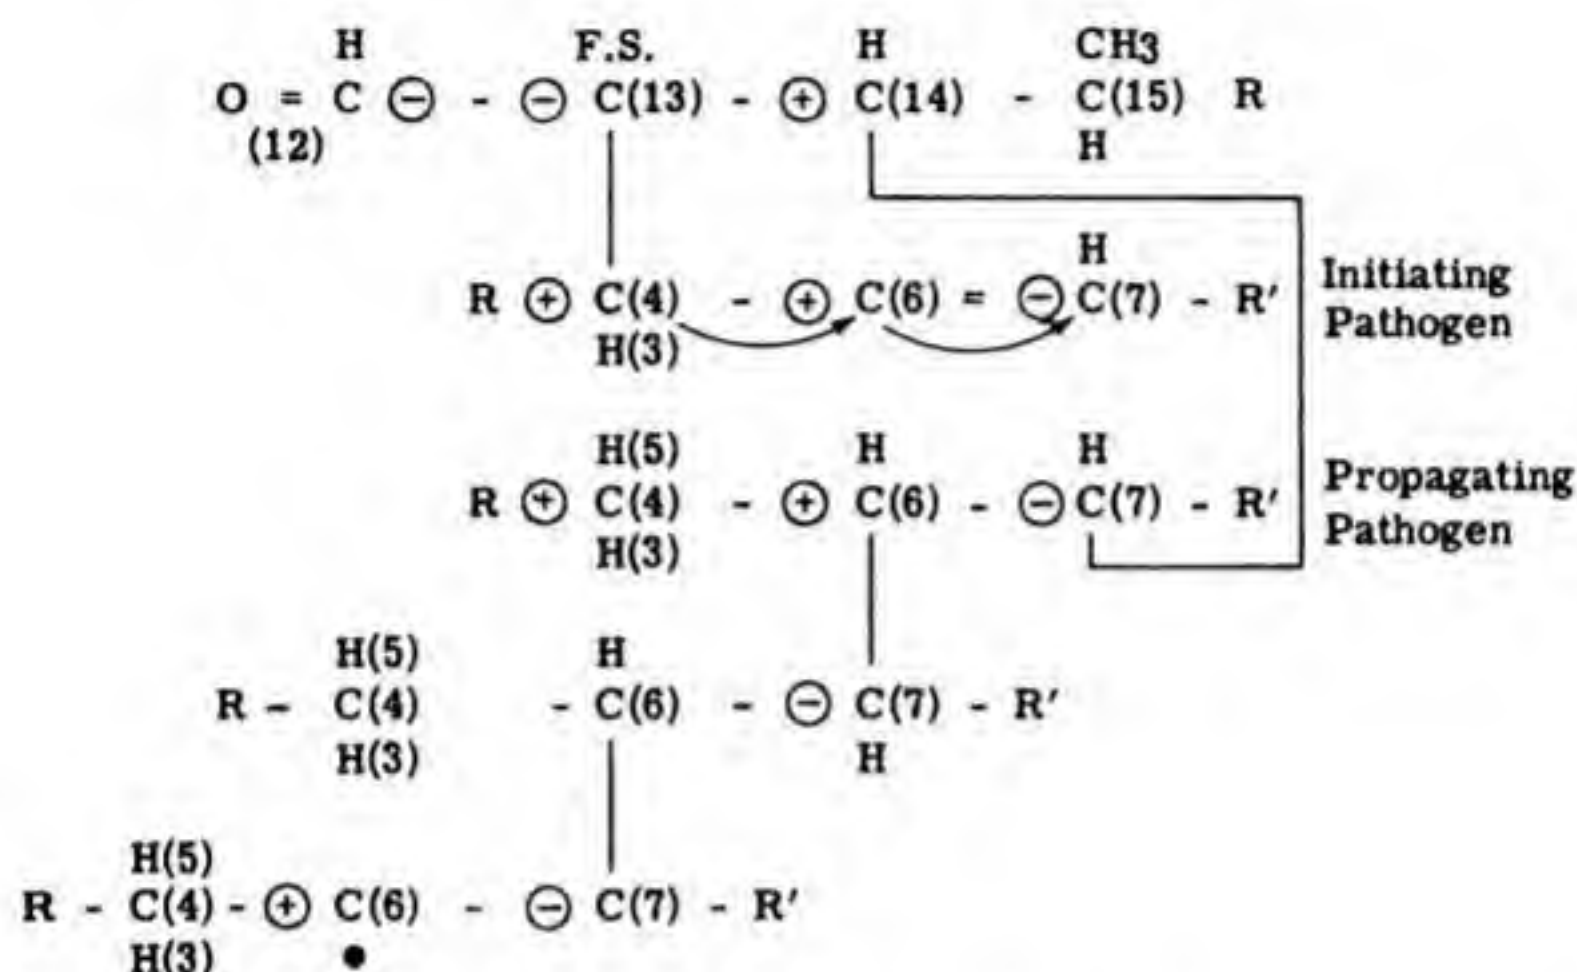 H F.S. H CH3
O = C ⊖ - ⊖ C(13) - ⊕ C(14) - C(15) R
(12) H
H
R ⊕ C(4) - ⊕ C(6) = ⊖ C(7) - R′ Initiating
H(3) Pathogen
H(5) H H
R ⊕ C(4) - ⊕ C(6) - ⊖ C(7) - R′ Propagating
H(3) Pathogen
H(5) H
R - C(4) - C(6) - ⊖ C(7) - R′
H(3) H
H(5)
R - C(4) - ⊕ C(6) - ⊖ C(7) - R′
H(3) •